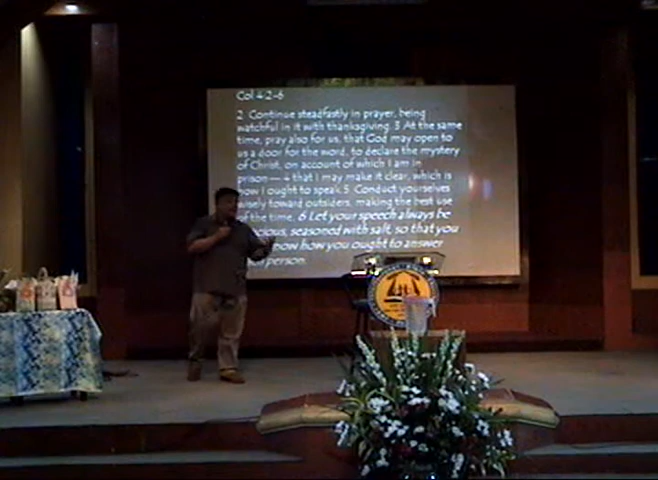 Col 4:2-6
2 Continue steadfastly in prayer, being
watchful in it with thanksgiving. 3 At the same
time, pray also for us, that God may open to
us a door for the word, to declare the mystery
of Christ, on account of which I am in
prison— 4 that I may make it clear, which is
how I ought to speak. 5 Conduct yourselves
wisely toward outsiders, making the best use
of the time. 6 Let your speech always be
seasoned with salt, so that you
how you ought to answer
person.